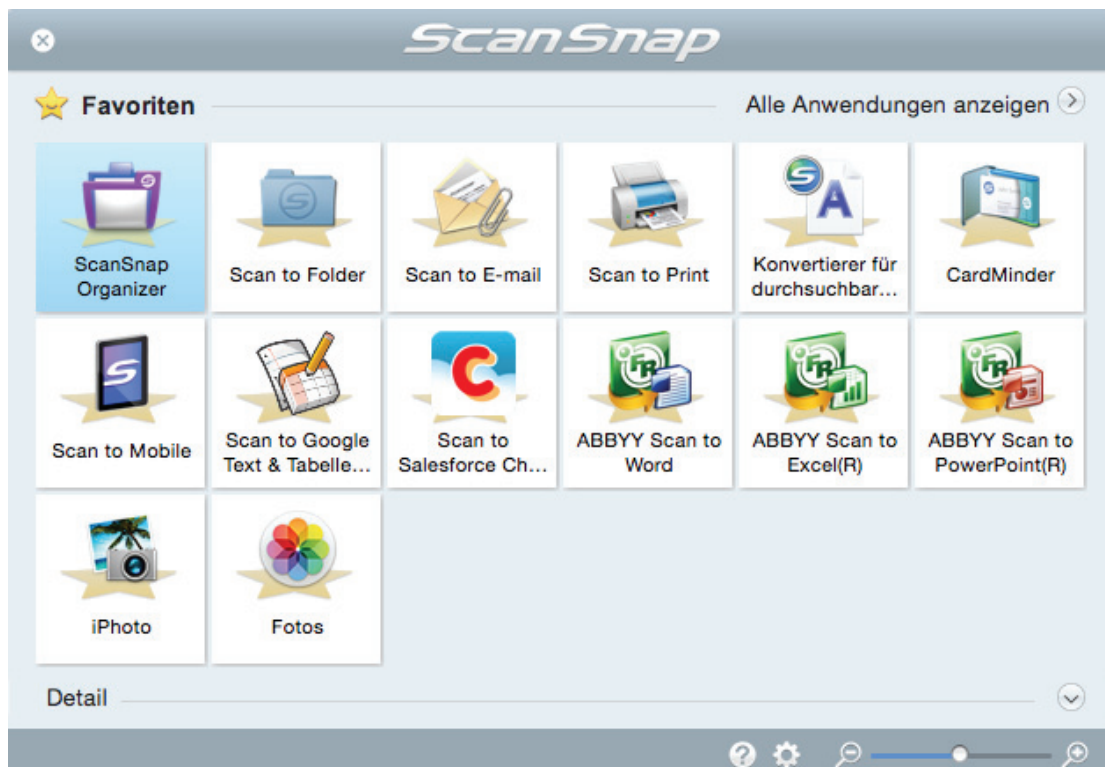 ScanSnap
Favoriten
Alle Anwendungen anzeigen
ScanSnap
Organizer
Scan to Folder
Scan to E-mail
Scan to Print
Konvertierer für
durchsuchbar...
CardMinder
Scan to Mobile
Scan to Google
Text & Tabelle...
Scan to
Salesforce Ch...
ABBYY Scan to
Word
ABBYY Scan to
Excel(R)
ABBYY Scan to
PowerPoint(R)
iPhoto
Fotos
Detail